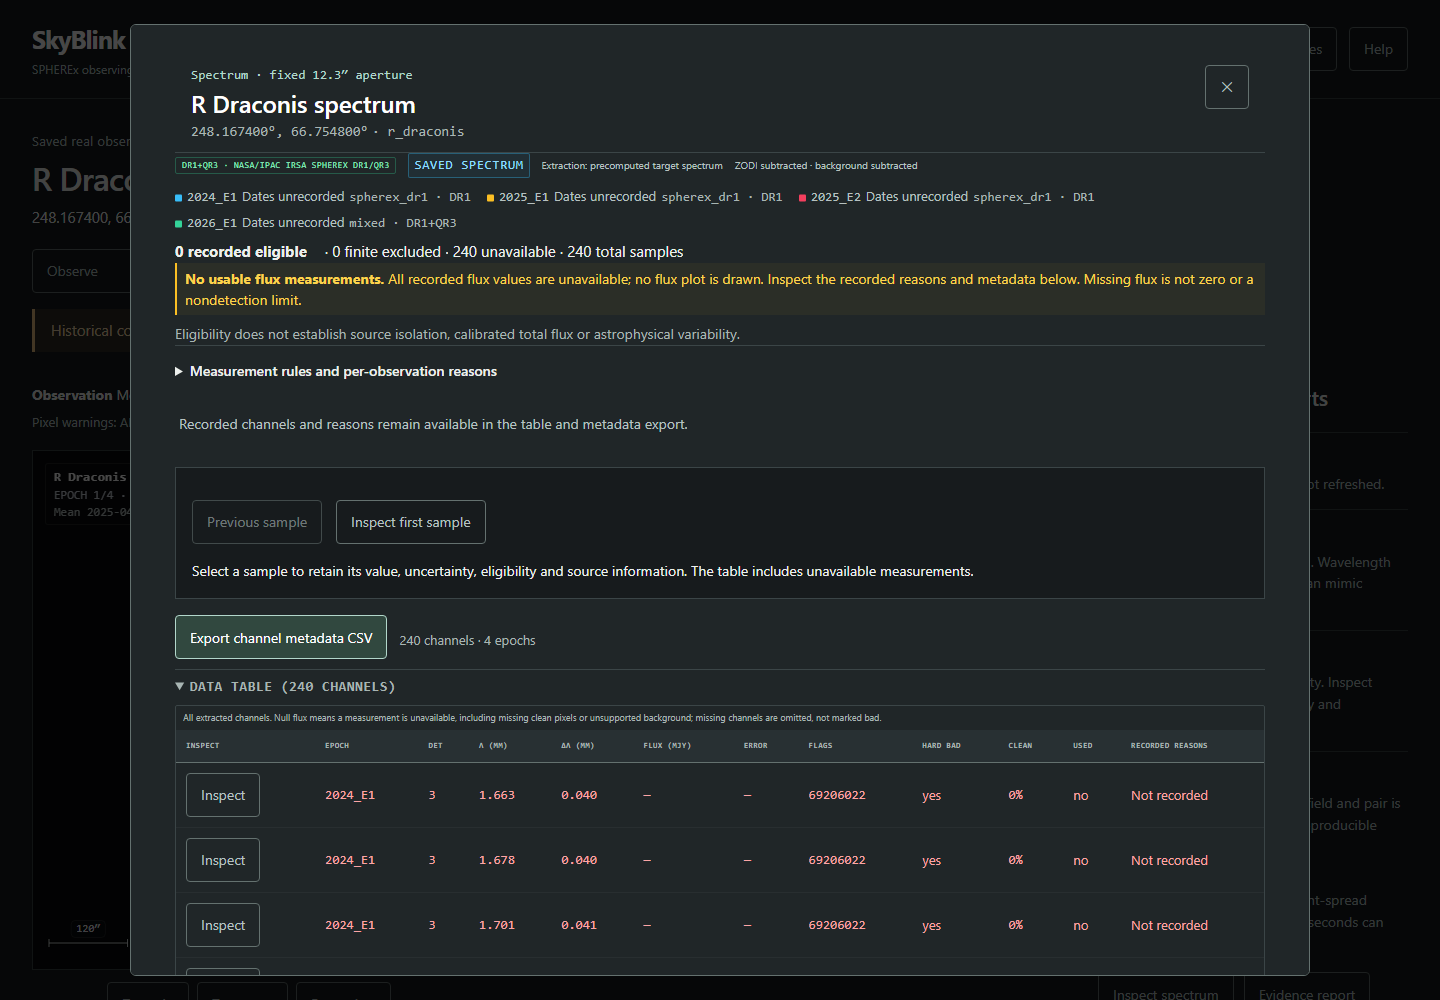 SkyBlink
SPHEREx observing
es
Help
Saved real obser
R Drac
248.167400, 66
Observe
Historical co
Observation M
Pixel warnings: A
R Draconis
EPOCH 1/4 ·
Mean 2025-04
120″
Spectrum · fixed 12.3″ aperture
R Draconis spectrum
248.167400°, 66.754800° · r_draconis
×
DR1+QR3 · NASA/IPAC IRSA SPHEREX DR1/QR3
SAVED SPECTRUM
Extraction: precomputed target spectrum
ZODI subtracted · background subtracted
2024_E1 Dates unrecorded spherex_dr1 · DR1
2025_E1 Dates unrecorded spherex_dr1 · DR1
2025_E2 Dates unrecorded spherex_dr1 · DR1
2026_E1 Dates unrecorded mixed · DR1+QR3
0 recorded eligible · 0 finite excluded · 240 unavailable · 240 total samples
No usable flux measurements. All recorded flux values are unavailable; no flux plot is drawn. Inspect the recorded reasons and metadata below. Missing flux is not zero or a
nondetection limit.
Eligibility does not establish source isolation, calibrated total flux or astrophysical variability.
▶ Measurement rules and per-observation reasons
Recorded channels and reasons remain available in the table and metadata export.
Previous sample
Inspect first sample
Select a sample to retain its value, uncertainty, eligibility and source information. The table includes unavailable measurements.
Export channel metadata CSV
240 channels · 4 epochs
▼ DATA TABLE (240 CHANNELS)
All extracted channels. Null flux means a measurement is unavailable, including missing clean pixels or unsupported background; missing channels are omitted, not marked bad.
INSPECT EPOCH DET Λ (ΜM) ΔΛ (ΜM) FLUX (MJY) ERROR FLAGS HARD BAD CLEAN USED RECORDED REASONS
Inspect 2024_E1 3 1.663 0.040 — — 69206022 yes 0% no Not recorded
Inspect 2024_E1 3 1.678 0.040 — — 69206022 yes 0% no Not recorded
Inspect 2024_E1 3 1.701 0.041 — — 69206022 yes 0% no Not recorded
rts
ot refreshed.
. Wavelength
n mimic
ty. Inspect
y and
ield and pair is
producible
nt-spread
seconds can
Inspect spectrum
Evidence report